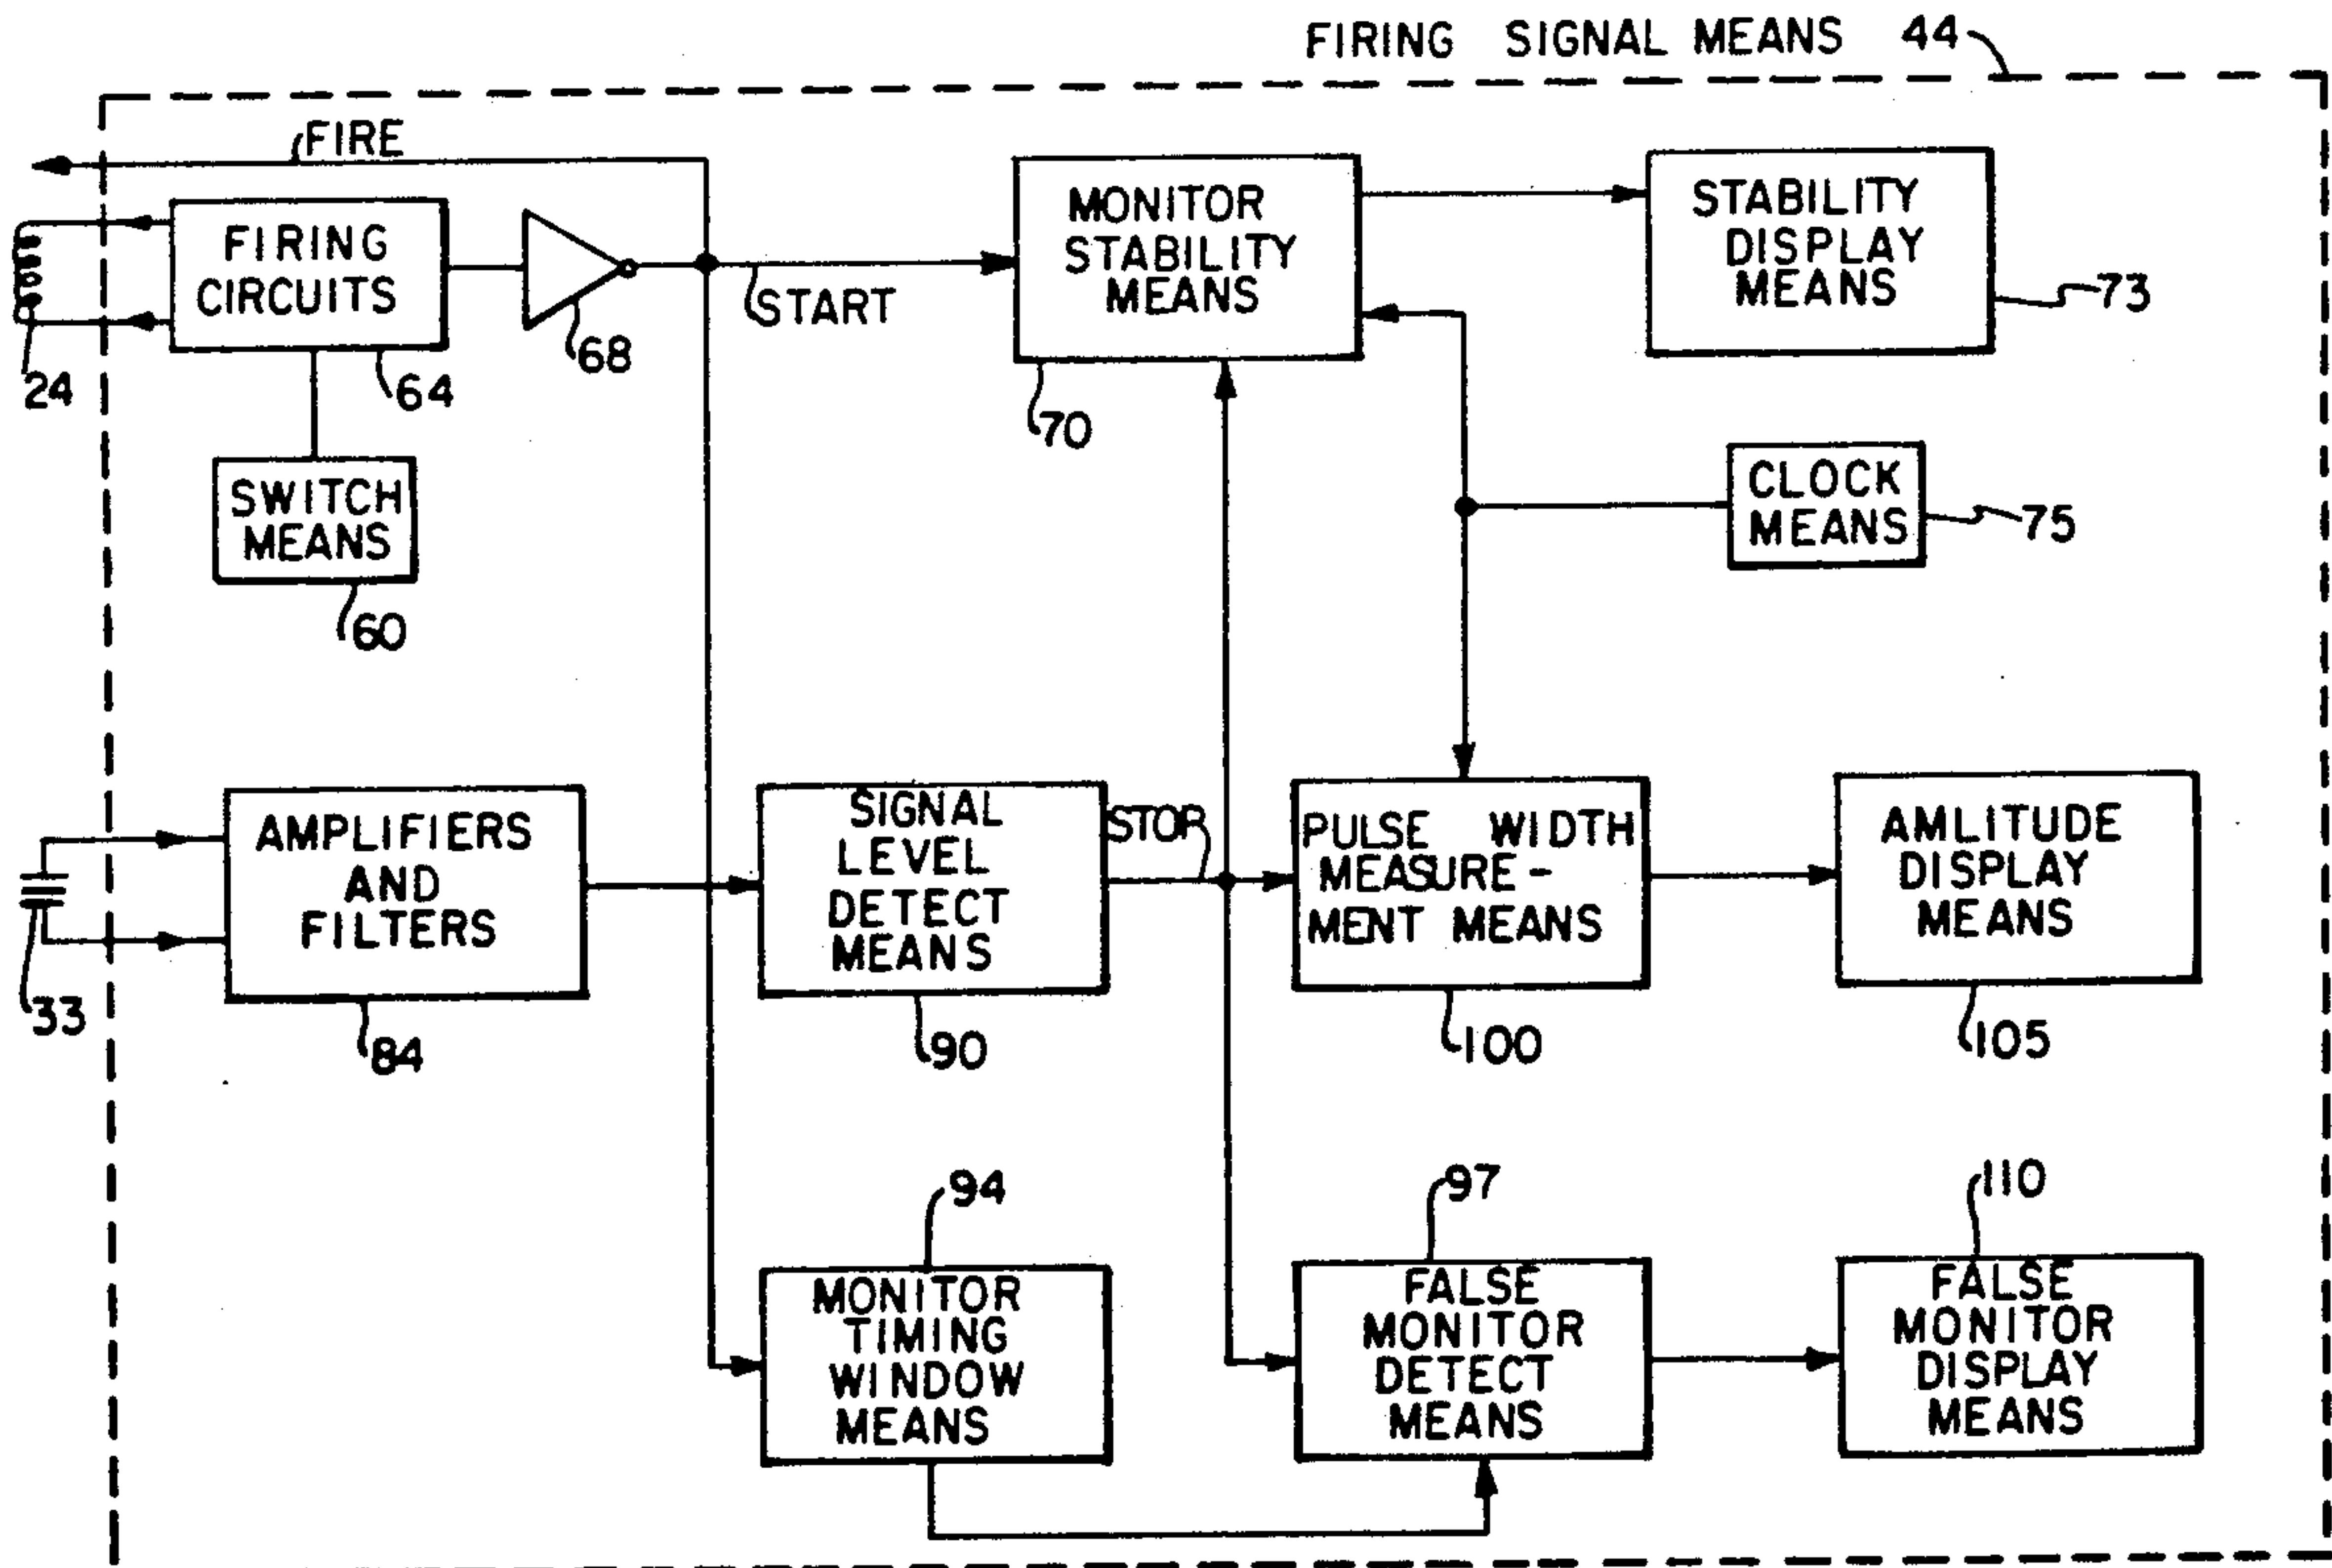 FIRING SIGNAL MEANS 44
FIRE
FIRING
CIRCUITS
24
64
68
START
SWITCH
MEANS
60
MONITOR
STABILITY
MEANS
70
STABILITY
DISPLAY
MEANS
73
CLOCK
MEANS
75
AMPLIFIERS
AND
FILTERS
33
84
SIGNAL
LEVEL
DETECT
MEANS
90
STOP
PULSE WIDTH
MEASURE-
MENT MEANS
100
AMLITUDE
DISPLAY
MEANS
105
94
MONITOR
TIMING
WINDOW
MEANS
97
FALSE
MONITOR
DETECT
MEANS
110
FALSE
MONITOR
DISPLAY
MEANS